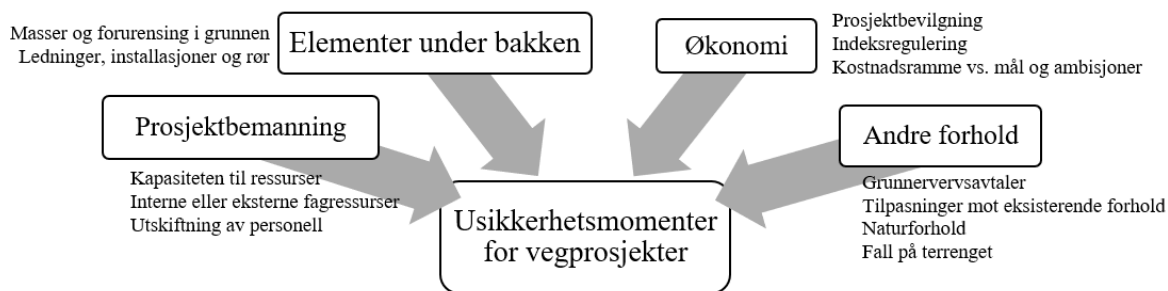 Masser og forurensing i grunnen
Ledninger, installasjoner og rør
Elementer under bakken
Økonomi
Prosjektbevilgning
Indeksregulering
Kostnadsramme vs. mål og ambisjoner
Prosjektbemanning
Kapasiteten til ressurser
Interne eller eksterne fagressurser
Utskiftning av personell
Andre forhold
Grunnervervsavtaler
Tilpasninger mot eksisterende forhold
Naturforhold
Fall på terrenget
Usikkerhetsmomenter
for vegprosjekter